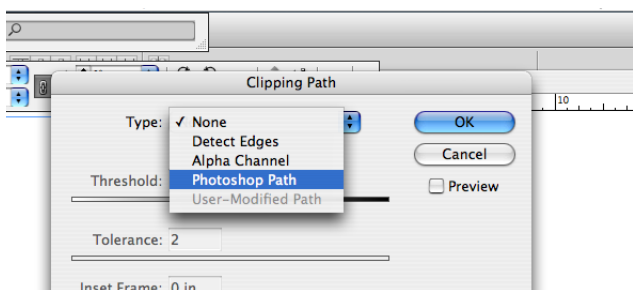 Clipping Path
10
Type: ✓ None
Detect Edges
Alpha Channel
Photoshop Path
User-Modified Path
OK
Cancel
Preview
Threshold:
Tolerance: 2
Inset Frame: 0 in